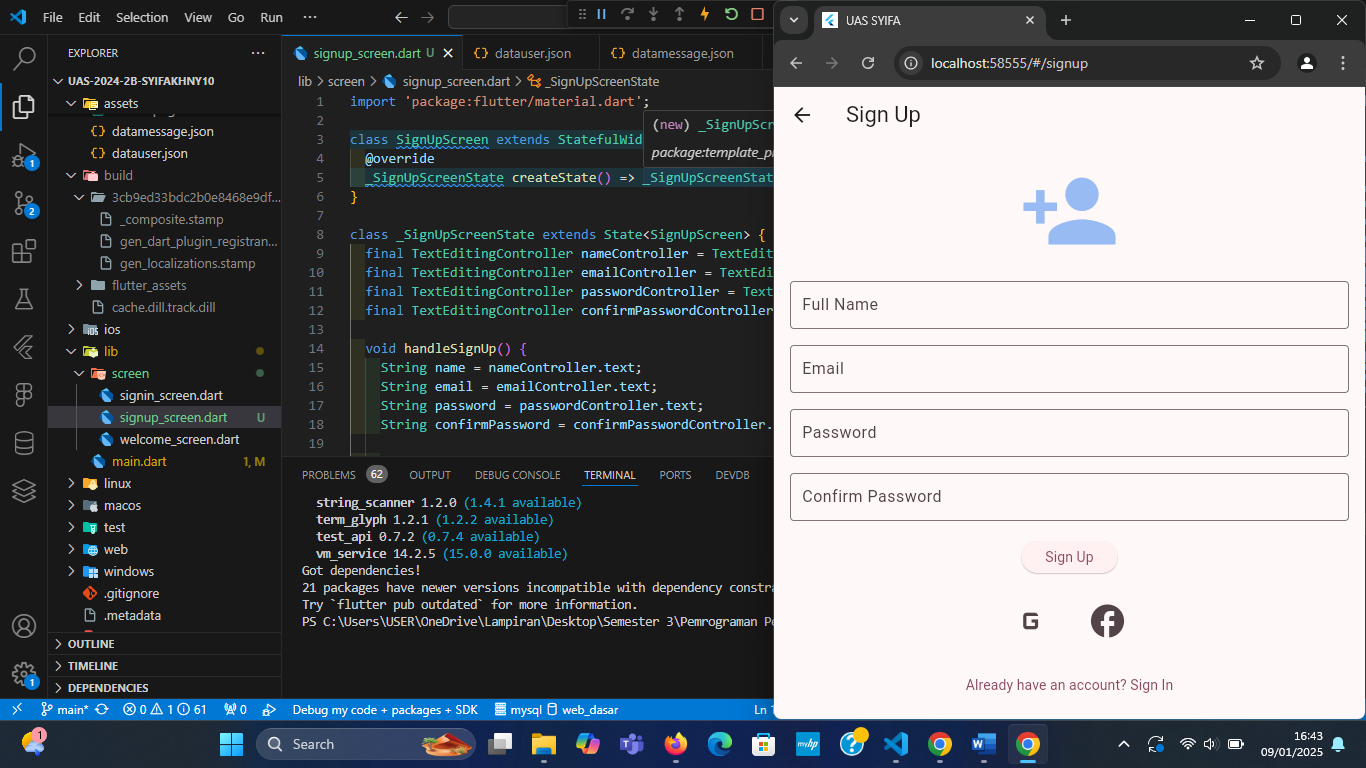 File Edit Selection View Go Run ...
EXPLORER
UAS-2024-2B-SYIFAKHNY10
assets
datamessage.json
datauser.json
build
3cb9ed33bdc2b0e8468e9df...
_composite.stamp
gen_dart_plugin_registran...
gen_localizations.stamp
flutter_assets
cache.dill.track.dill
ios
lib
screen
signin_screen.dart
signup_screen.dart U
welcome_screen.dart
main.dart 1, M
linux
macos
test
web
windows
.gitignore
.metadata
OUTLINE
TIMELINE
DEPENDENCIES
1
2
1
signup_screen.dart U
datauser.json
datamessage.json
lib > screen > signup_screen.dart > _SignUpScreenState
1 import 'package:flutter/material.dart';
2
3 class SignUpScreen extends StatefulWid
4 @override
5 _SignUpScreenState createState() => _SignUpScreenStat
6 }
7
8 class _SignUpScreenState extends State<SignUpScreen> {
9 final TextEditingController nameController = TextEdit
10 final TextEditingController emailController = TextEdi
11 final TextEditingController passwordController = Text
12 final TextEditingController confirmPasswordController
13
14 void handleSignUp() {
15 String name = nameController.text;
16 String email = emailController.text;
17 String password = passwordController.text;
18 String confirmPassword = confirmPasswordController.
19
(new) _SignUpScr
package:template_p
PROBLEMS 62 OUTPUT DEBUG CONSOLE TERMINAL PORTS DEVDB
string_scanner 1.2.0 (1.4.1 available)
term_glyph 1.2.1 (1.2.2 available)
test_api 0.7.2 (0.7.4 available)
vm_service 14.2.5 (15.0.0 available)
Got dependencies!
21 packages have newer versions incompatible with dependency constra
Try `flutter pub outdated` for more information.
PS C:\Users\USER\OneDrive\Lampiran\Desktop\Semester 3\Pemrograman Pe
main* 0 1 61 0 Debug my code + packages + SDK mysql web_dasar Ln 1
UAS SYIFA
localhost:58555/#/signup
Sign Up
Full Name
Email
Password
Confirm Password
Sign Up
G
Already have an account? Sign In
1
Search
myhp
16:43
09/01/2025